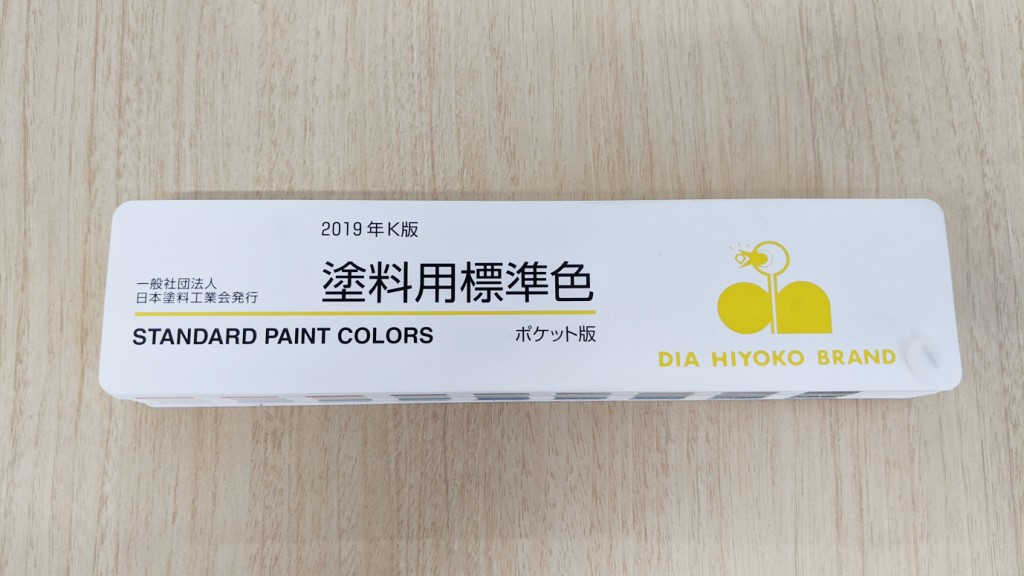 2019年K版
一般社団法人
日本塗料工業会発行
塗料用標準色
STANDARD PAINT COLORS
ポケット版
DIA HIYOKO BRAND